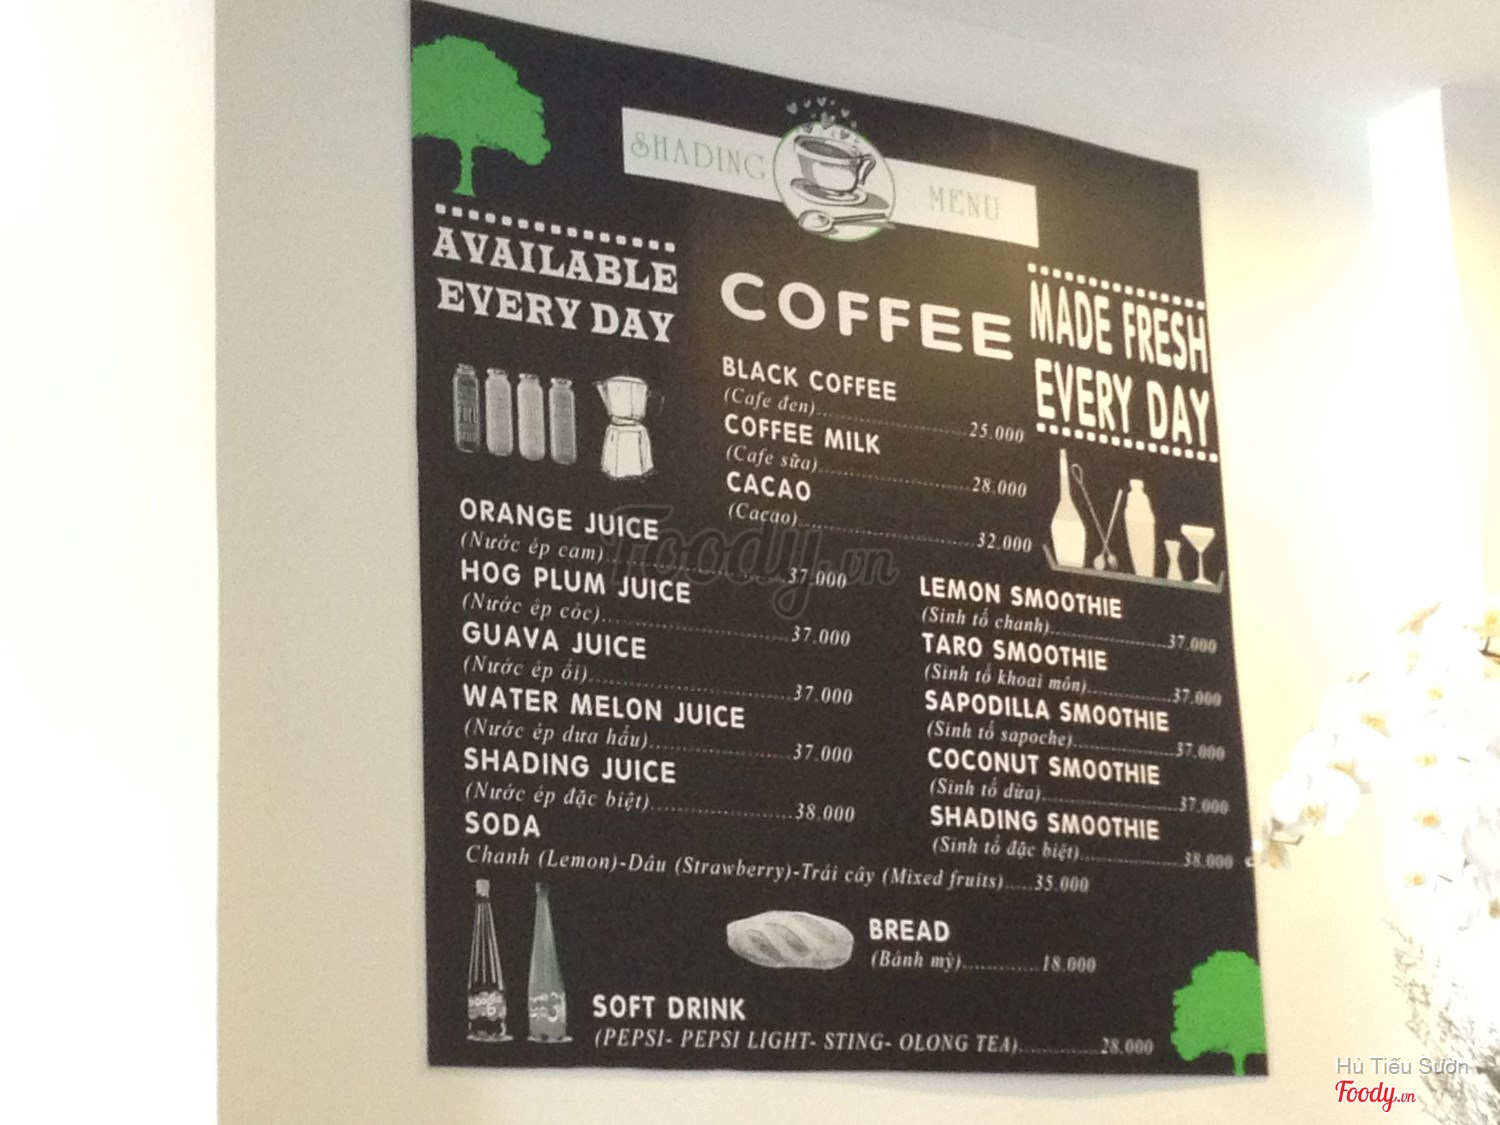 SHADING MENU
AVAILABLE
EVERY DAY
COFFEE
BLACK COFFEE
(Cafe đen)..........25.000
COFFEE MILK
(Cafe sữa)..........28.000
CACAO
(Cacao)..........32.000
MADE FRESH
EVERY DAY
ORANGE JUICE
(Nước ép cam)..........37.000
HOG PLUM JUICE
(Nước ép cóc)..........37.000
GUAVA JUICE
(Nước ép ổi)..........37.000
WATER MELON JUICE
(Nước ép dưa hấu)..........37.000
SHADING JUICE
(Nước ép đặc biệt)..........38.000
LEMON SMOOTHIE
(Sinh tố chanh)..........37.000
TARO SMOOTHIE
(Sinh tố khoai môn)..........37.000
SAPODILLA SMOOTHIE
(Sinh tố sapoche)..........37.000
COCONUT SMOOTHIE
(Sinh tố dừa)..........37.000
SHADING SMOOTHIE
(Sinh tố đặc biệt)..........38.000
SODA
Chanh (Lemon)-Dâu (Strawberry)-Trái cây (Mixed fruits).....35.000
BREAD
(Bánh mỳ)..........18.000
SOFT DRINK
(PEPSI- PEPSI LIGHT- STING- OLONG TEA)..........28.000
Foody.vn
Hủ Tiếu Sườn
Foody.vn